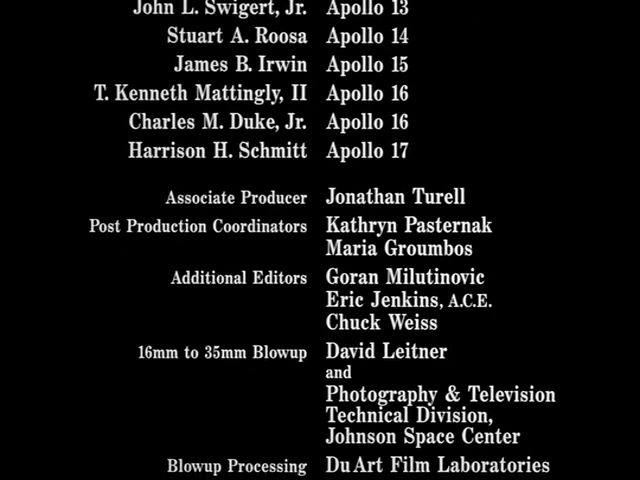 John L. Swigert, Jr. Apollo 13
Stuart A. Roosa Apollo 14
James B. Irwin Apollo 15
T. Kenneth Mattingly, II Apollo 16
Charles M. Duke, Jr. Apollo 16
Harrison H. Schmitt Apollo 17
Associate Producer Jonathan Turell
Post Production Coordinators Kathryn Pasternak
Maria Groumbos
Additional Editors Goran Milutinovic
Eric Jenkins, A.C.E.
Chuck Weiss
16mm to 35mm Blowup David Leitner
and
Photography & Television
Technical Division,
Johnson Space Center
Blowup Processing Du Art Film Laboratories